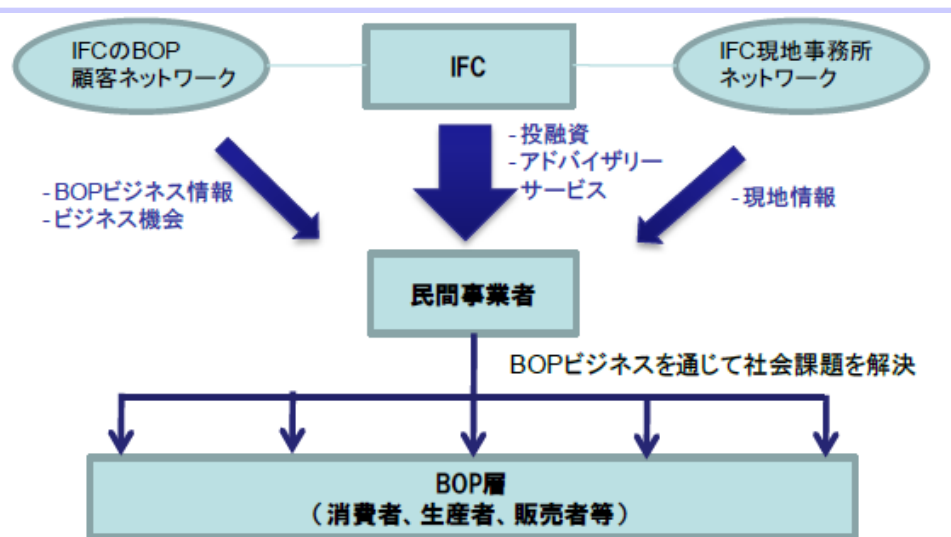 IFCのBOP
顧客ネットワーク
IFC
IFC現地事務所
ネットワーク
- BOPビジネス情報
- ビジネス機会
- 投融資
- アドバイザリー
サービス
- 現地情報
民間事業者
BOPビジネスを通じて社会課題を解決
BOP層
（消費者、生産者、販売者等）